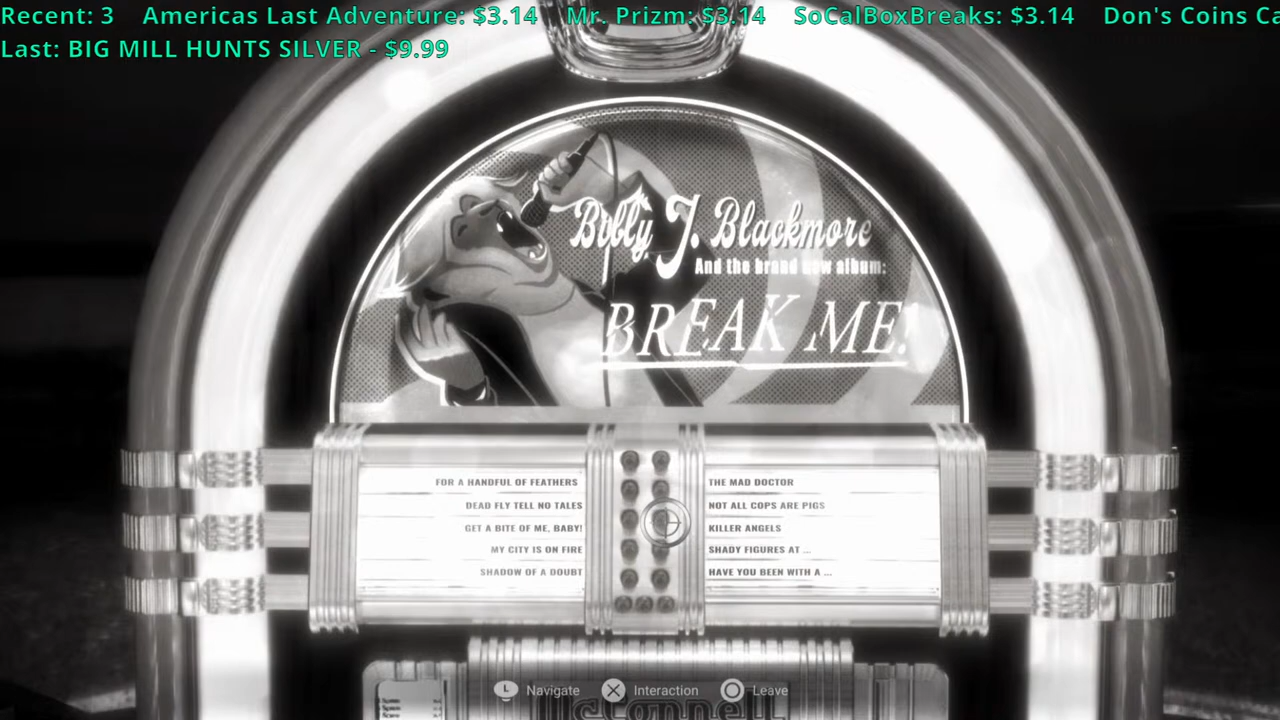 Recent: 3 Americas Last Adventure: $3.14 Mr. Prizm: $3.14 SoCalBoxBreaks: $3.14 Don's Coins Ca
Last: BIG MILL HUNTS SILVER - $9.99
Billy J. Blackmore
And the brand new album:
BREAK ME!
FOR A HANDFUL OF FEATHERS
DEAD FLY TELL NO TALES
GET A BITE OF ME, BABY!
MY CITY IS ON FIRE
SHADOW OF A DOUBT
THE MAD DOCTOR
NOT ALL COPS ARE PIGS
KILLER ANGELS
SHADY FIGURES AT ...
HAVE YOU BEEN WITH A ...
L Navigate Interaction Leave
McConnell